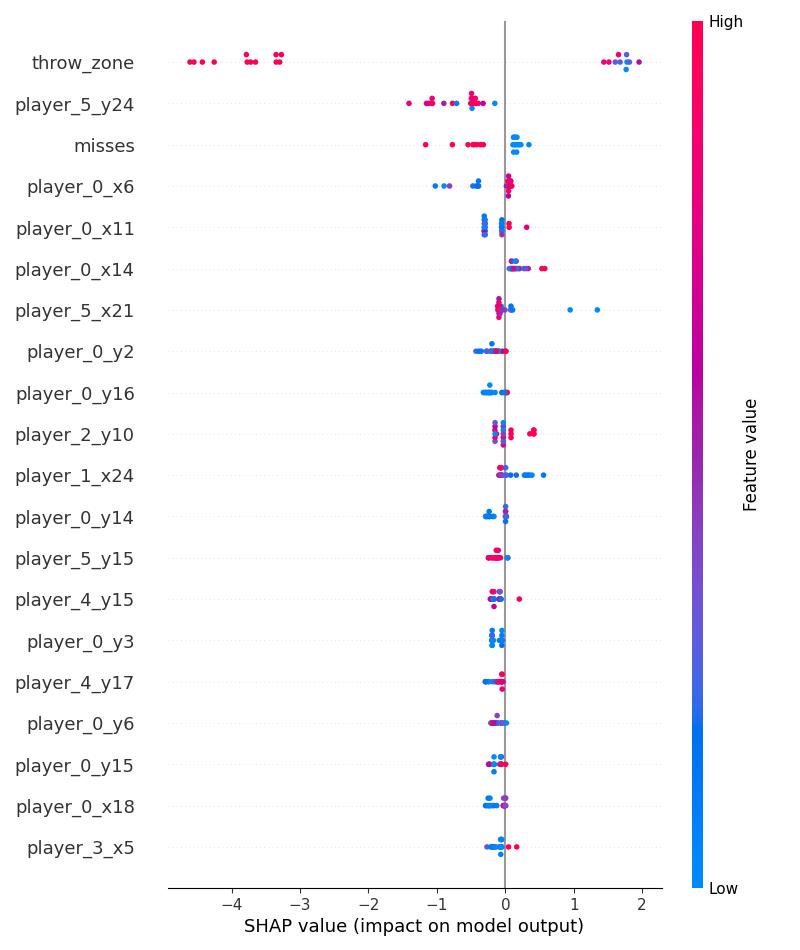 High
throw_zone
player_5_y24
misses
player_0_x6
player_0_x11
player_0_x14
player_5_x21
player_0_y2
player_0_y16
player_2_y10
player_1_x24
player_0_y14
player_5_y15
player_4_y15
player_0_y3
player_4_y17
player_0_y6
player_0_y15
player_0_x18
player_3_x5
Feature value
Low
−4 −3 −2 −1 0 1 2
SHAP value (impact on model output)